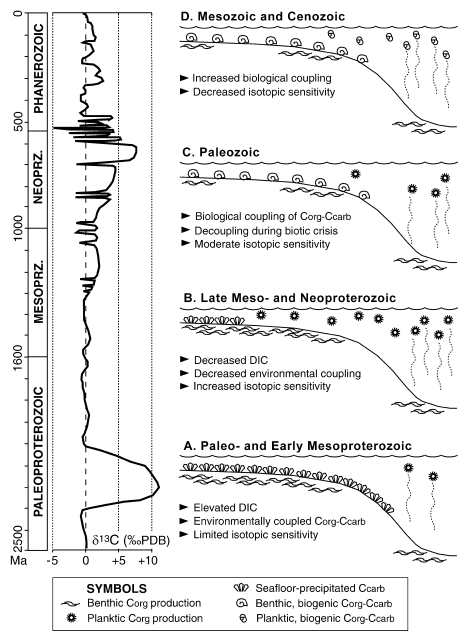 0
500
1000
1600
2500
Ma
PHANEROZOIC
NEOPRZ.
MESOPRZ.
PALEOPROTEROZOIC
δ13C (‰PDB)
-5 0 +5 +10
D. Mesozoic and Cenozoic
► Increased biological coupling
► Decreased isotopic sensitivity
C. Paleozoic
► Biological coupling of Corg-Ccarb
► Decoupling during biotic crisis
► Moderate isotopic sensitivity
B. Late Meso- and Neoproterozoic
► Decreased DIC
► Decreased environmental coupling
► Increased isotopic sensitivity
A. Paleo- and Early Mesoproterozoic
► Elevated DIC
► Environmentally coupled Corg-Ccarb
► Limited isotopic sensitivity
SYMBOLS
Benthic Corg production
Planktic Corg production
Seafloor-precipitated Ccarb
Benthic, biogenic Corg-Ccarb
Planktic, biogenic Corg-Ccarb